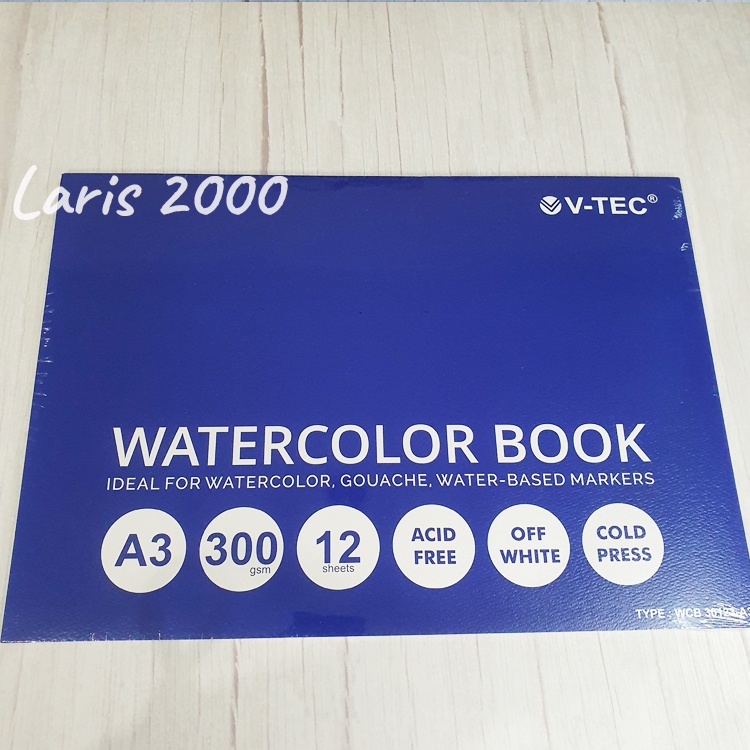 Laris 2000
V-TEC®
WATERCOLOR BOOK
IDEAL FOR WATERCOLOR, GOUACHE, WATER-BASED MARKERS
A3
300
gsm
12
sheets
ACID
FREE
OFF
WHITE
COLD
PRESS
TYPE : WCB